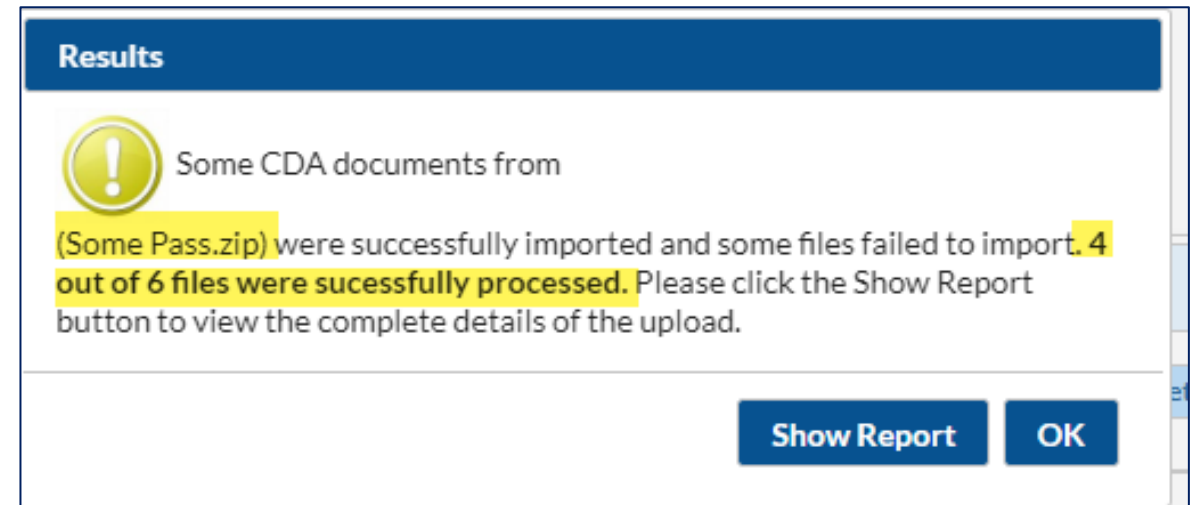 Results
Some CDA documents from
(Some Pass.zip) were successfully imported and some files failed to import. 4
out of 6 files were sucessfully processed. Please click the Show Report
button to view the complete details of the upload.
Show Report OK